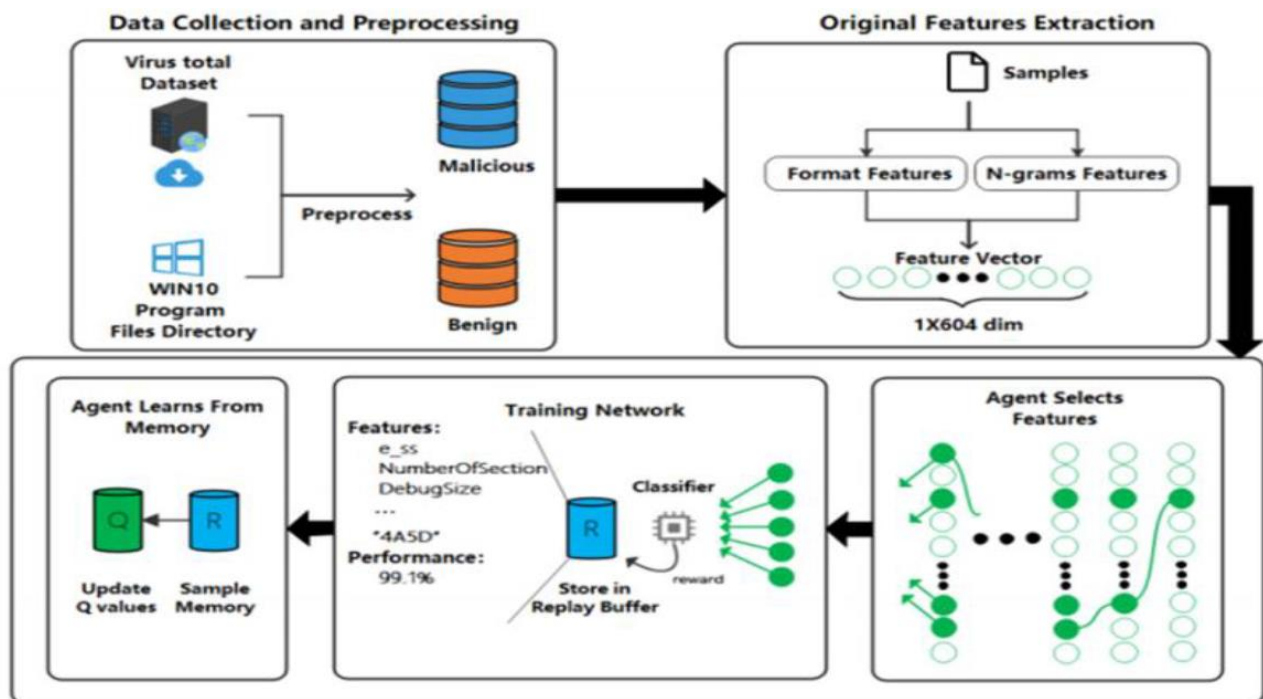 Data Collection and Preprocessing
Virus total
Dataset
Malicious
Preprocess
WIN10
Program
Files Directory
Benign
Original Features Extraction
Samples
Format Features
N-grams Features
Feature Vector
1X604 dim
Agent Learns From
Memory
Q
R
Update
Q values
Sample
Memory
Training Network
Features:
e_ss
NumberOfSection
DebugSize
...
"4A5D"
Performance:
99.1%
Classifier
R
reward
Store in
Replay Buffer
Agent Selects
Features